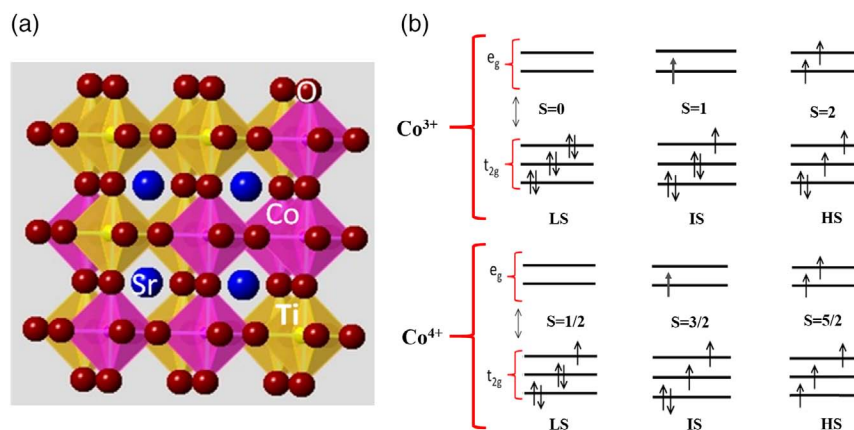 (a)
O
Co
Sr
Ti
(b)
Co³⁺
e_g
S=0 S=1 S=2
t_2g
LS IS HS
Co⁴⁺
e_g
S=1/2 S=3/2 S=5/2
t_2g
LS IS HS